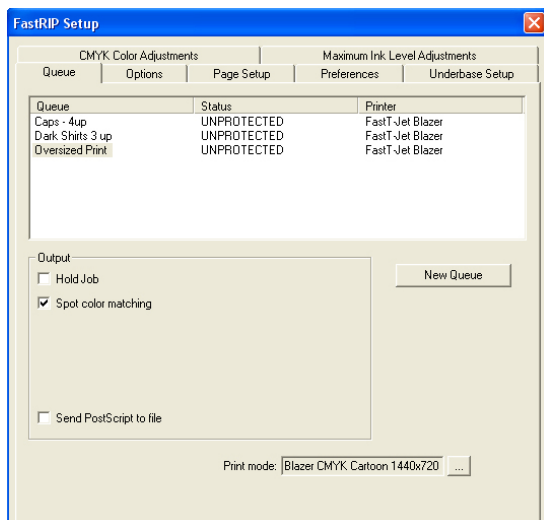 FastRIP Setup
CMYK Color Adjustments Maximum Ink Level Adjustments
Queue Options Page Setup Preferences Underbase Setup
Queue Status Printer
Caps - 4up UNPROTECTED FastT-Jet Blazer
Dark Shirts 3 up UNPROTECTED FastT-Jet Blazer
Oversized Print UNPROTECTED FastT-Jet Blazer
Output
Hold Job
New Queue
Spot color matching
Send PostScript to file
Print mode: Blazer CMYK Cartoon 1440x720 ...